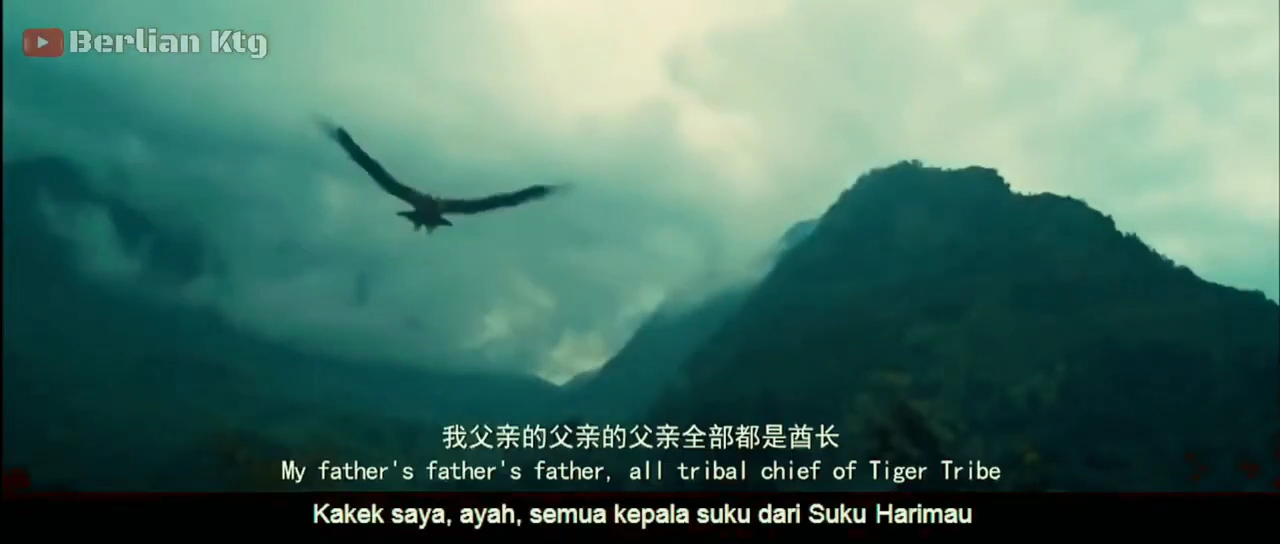 Berlian Ktg
我父亲的父亲的父亲全部都是酋长
My father's father's father, all tribal chief of Tiger Tribe
Kakek saya, ayah, semua kepala suku dari Suku Harimau